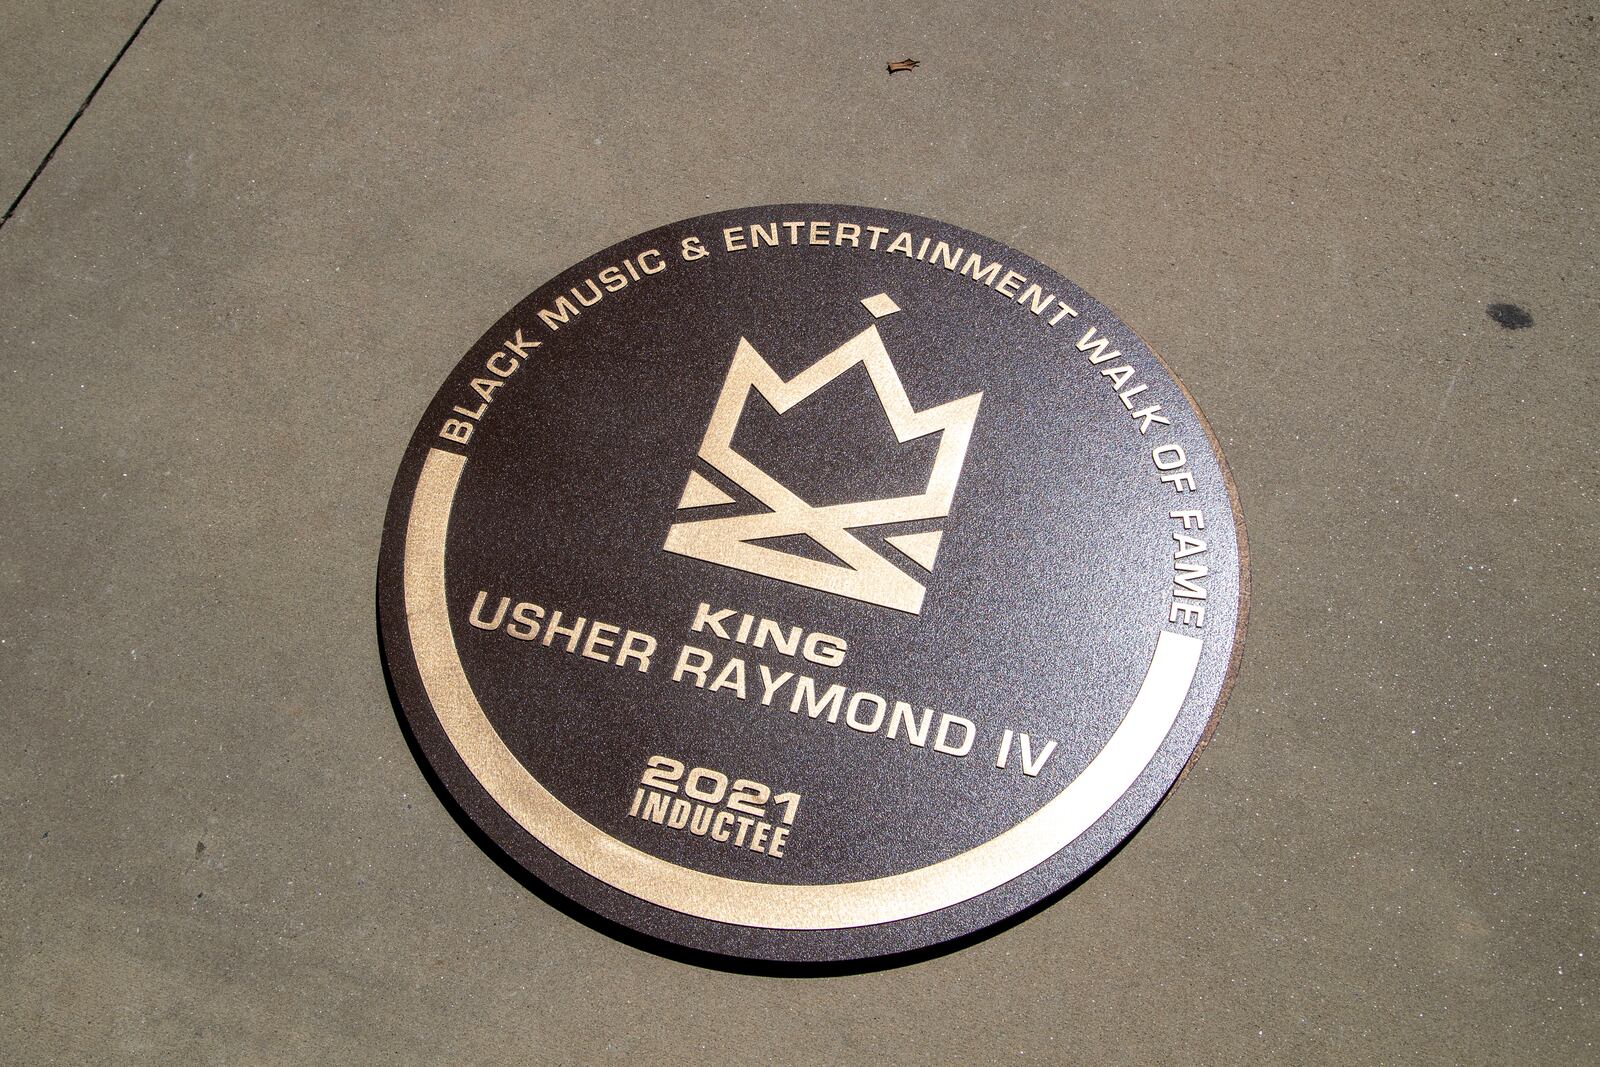 BLACK MUSIC & ENTERTAINMENT WALK OF FAME
KING
USHER RAYMOND IV
2021
INDUCTEE